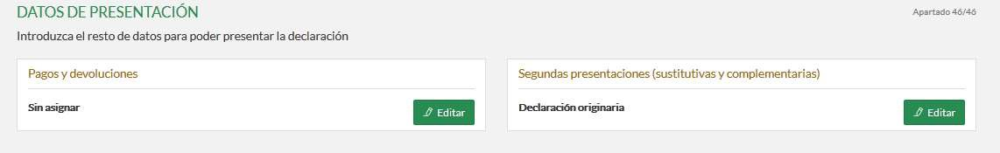 DATOS DE PRESENTACIÓN
Apartado 46/46
Introduzca el resto de datos para poder presentar la declaración
Pagos y devoluciones
Sin asignar
Editar
Segundas presentaciones (sustitutivas y complementarias)
Declaración originaria
Editar